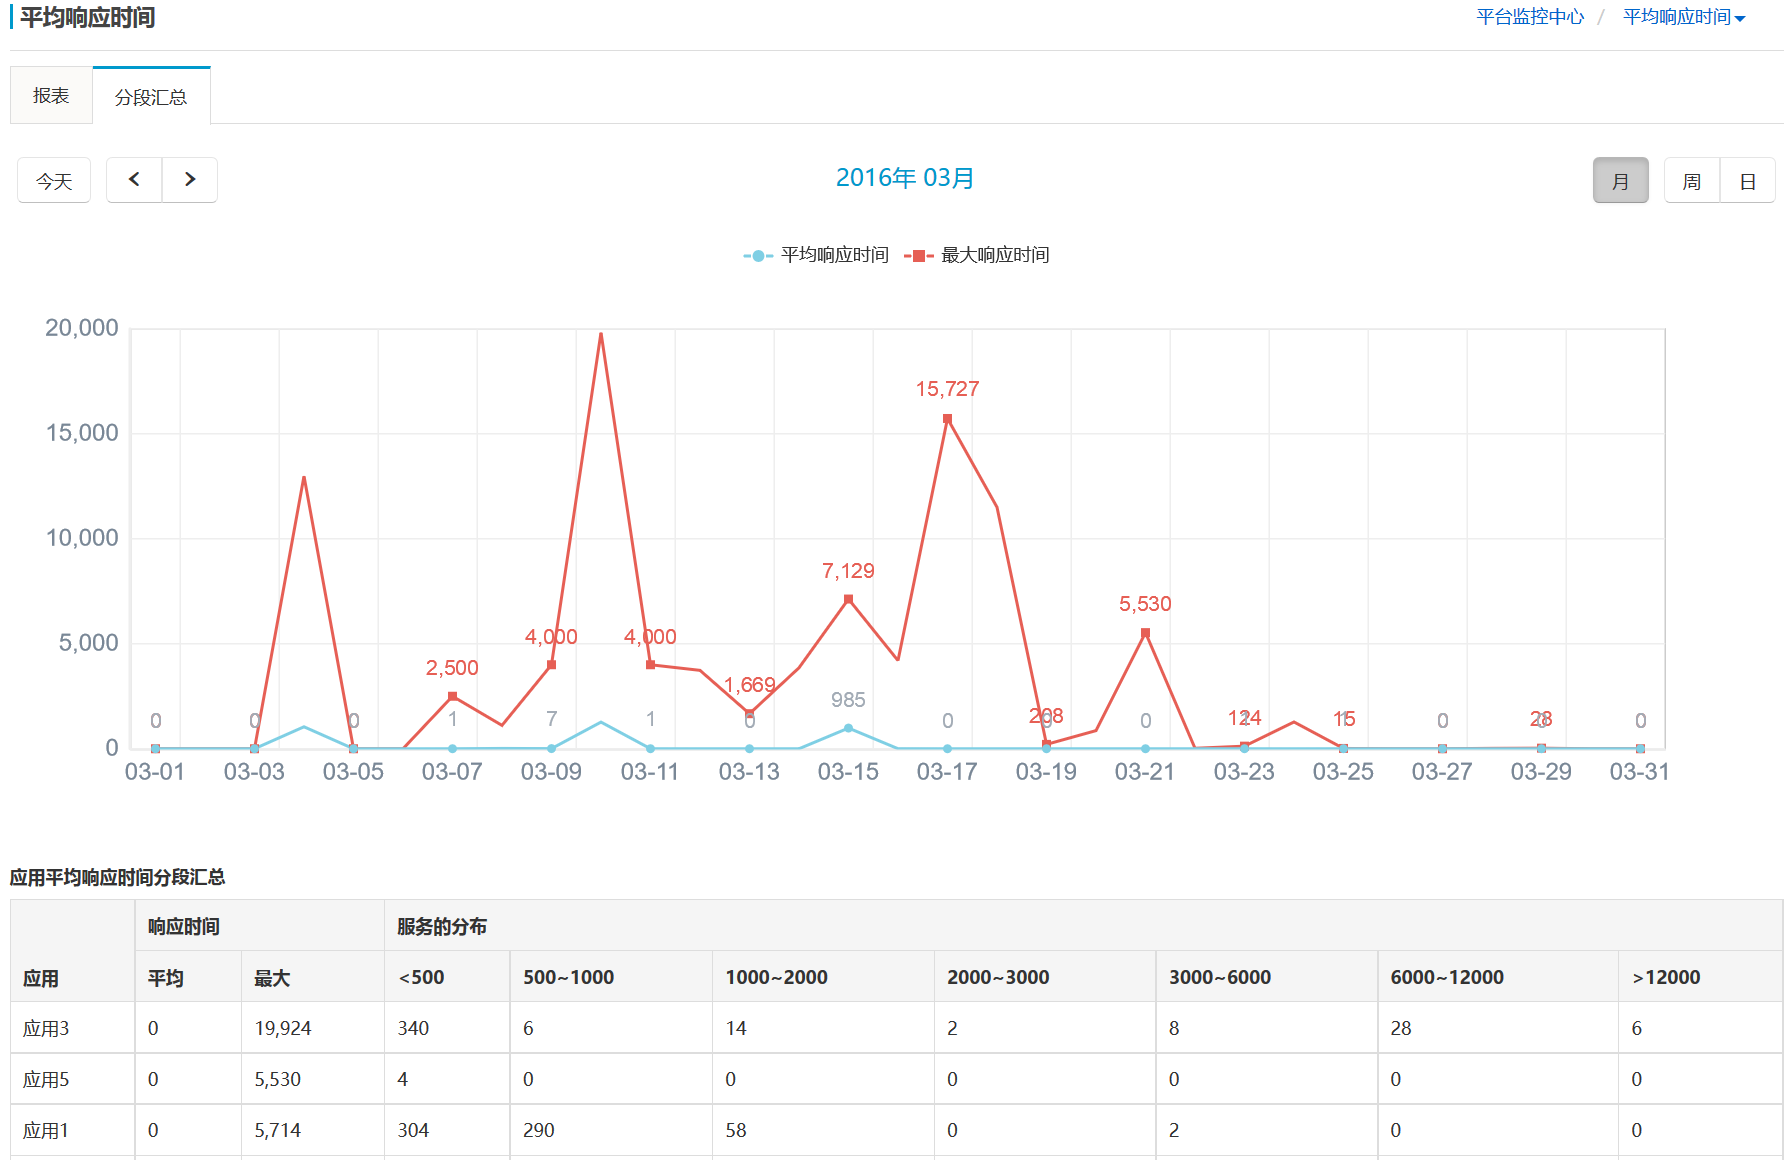 平均响应时间
平台监控中心 / 平均响应时间
报表 分段汇总
今天 2016年 03月 月 周 日
平均响应时间 最大响应时间
20,000
15,000
10,000
5,000
0
15,727
7,129
5,530
4,000 4,000
2,500
1,669
985
0 0 0 1 7 1 0 0 208 0 0 124 15 0 28 0
03-01 03-03 03-05 03-07 03-09 03-11 03-13 03-15 03-17 03-19 03-21 03-23 03-25 03-27 03-29 03-31
应用平均响应时间分段汇总
响应时间 服务的分布
应用 平均 最大 <500 500~1000 1000~2000 2000~3000 3000~6000 6000~12000 >12000
应用3 0 19,924 340 6 14 2 8 28 6
应用5 0 5,530 4 0 0 0 0 0 0
应用1 0 5,714 304 290 58 0 2 0 0